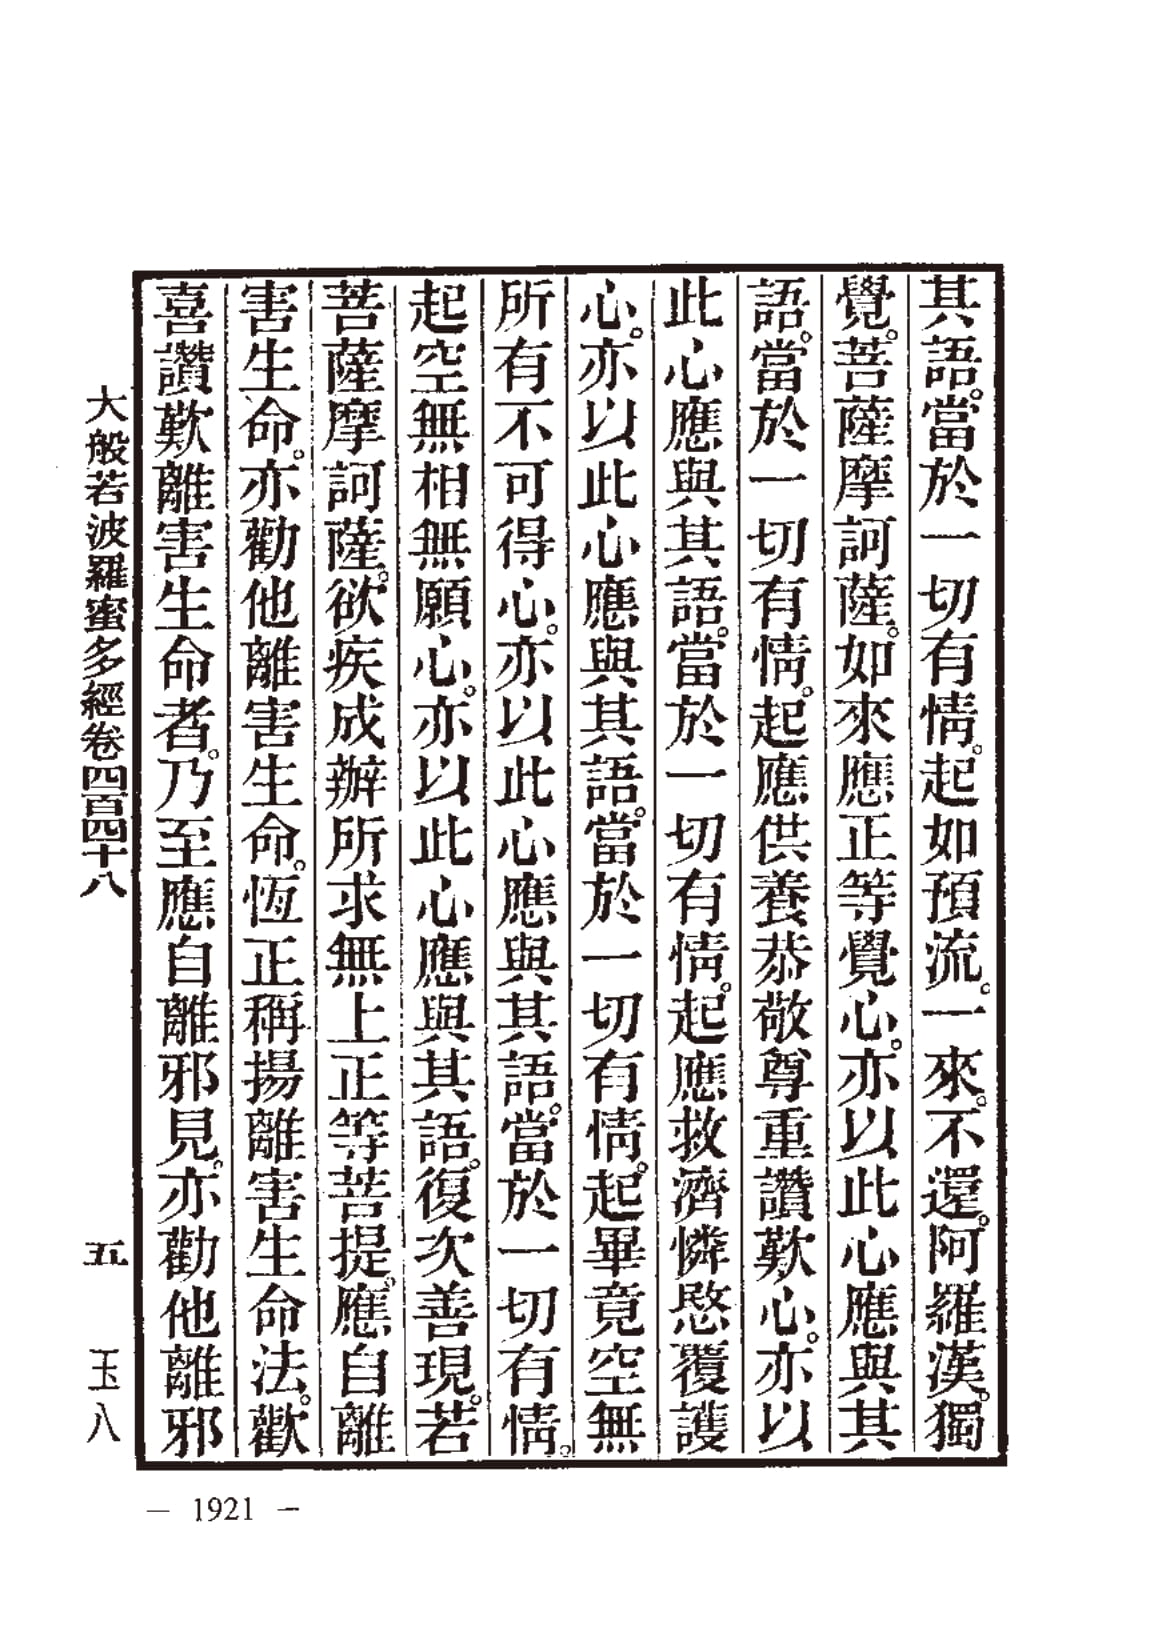 其語。當於一切有情。起如預流。一來。不還。阿羅漢。獨
覺。菩薩摩訶薩。如來應正等覺心。亦以此心應與其
語。當於一切有情。起應供養恭敬尊重讚歎心。亦以
此心應與其語。當於一切有情。起應救濟憐愍覆護
心。亦以此心應與其語。當於一切有情。起畢竟空無
所有不可得心。亦以此心應與其語。當於一切有情。
起空無相無願心。亦以此心應與其語。復次善現。若
菩薩摩訶薩。欲疾成辦所求無上正等菩提。應自離
害生命。亦勸他離害生命。恆正稱揚離害生命法。歡
喜讚歎離害生命者。乃至應自離邪見。亦勸他離邪
大般若波羅蜜多經卷四百四十八 五 玉八
— 1921 —